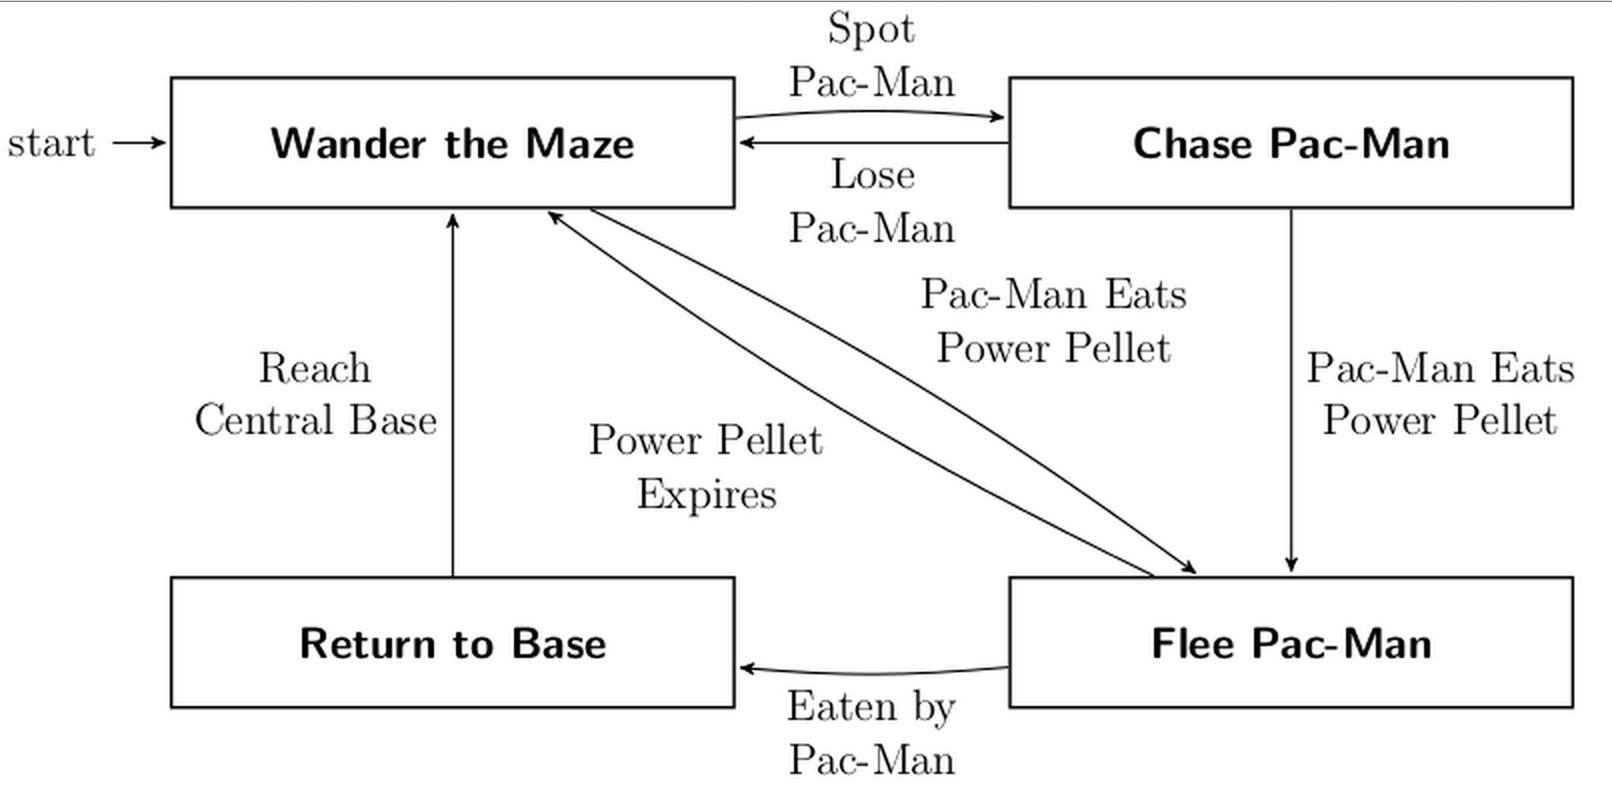 Spot
Pac-Man
start
Wander the Maze
Chase Pac-Man
Lose
Pac-Man
Pac-Man Eats
Power Pellet
Reach
Central Base
Pac-Man Eats
Power Pellet
Power Pellet
Expires
Return to Base
Flee Pac-Man
Eaten by
Pac-Man